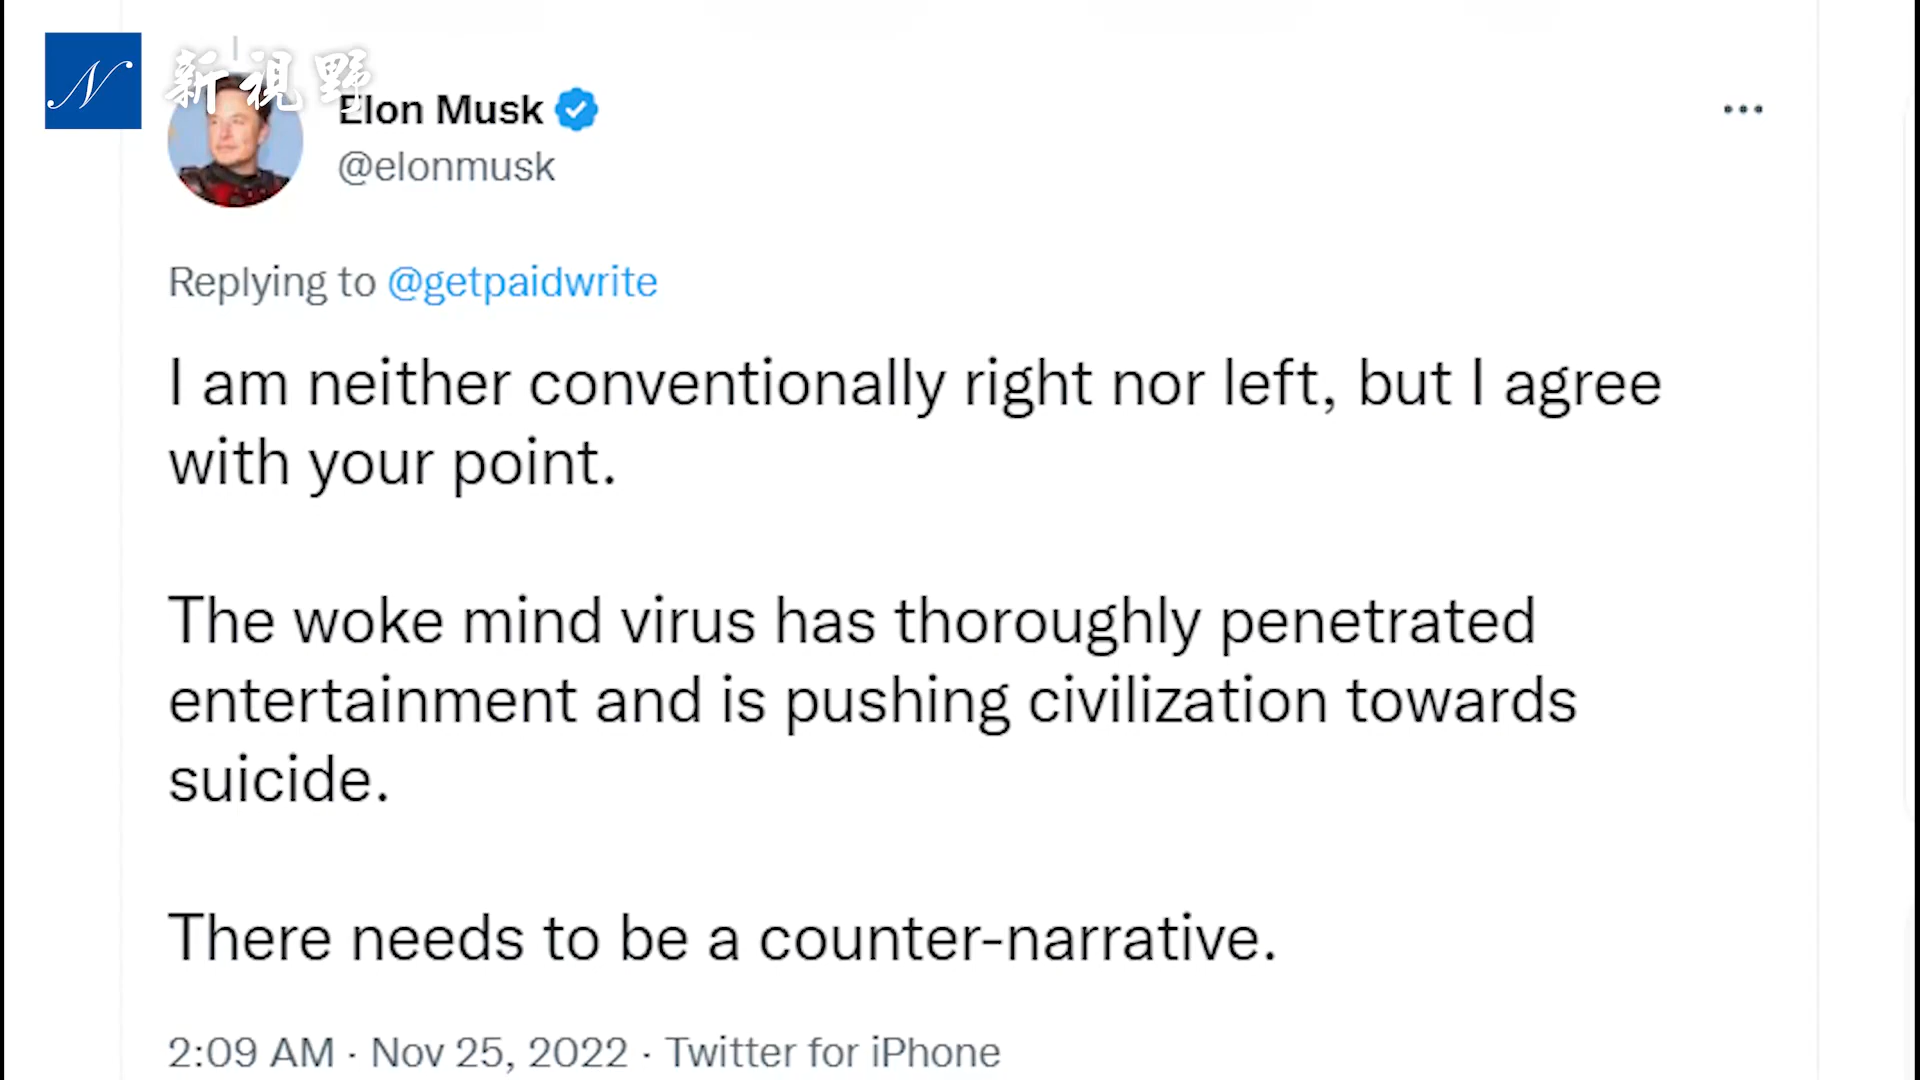 N 新視野
Elon Musk
@elonmusk
Replying to @getpaidwrite
I am neither conventionally right nor left, but I agree
with your point.
The woke mind virus has thoroughly penetrated
entertainment and is pushing civilization towards
suicide.
There needs to be a counter-narrative.
2:09 AM · Nov 25, 2022 · Twitter for iPhone